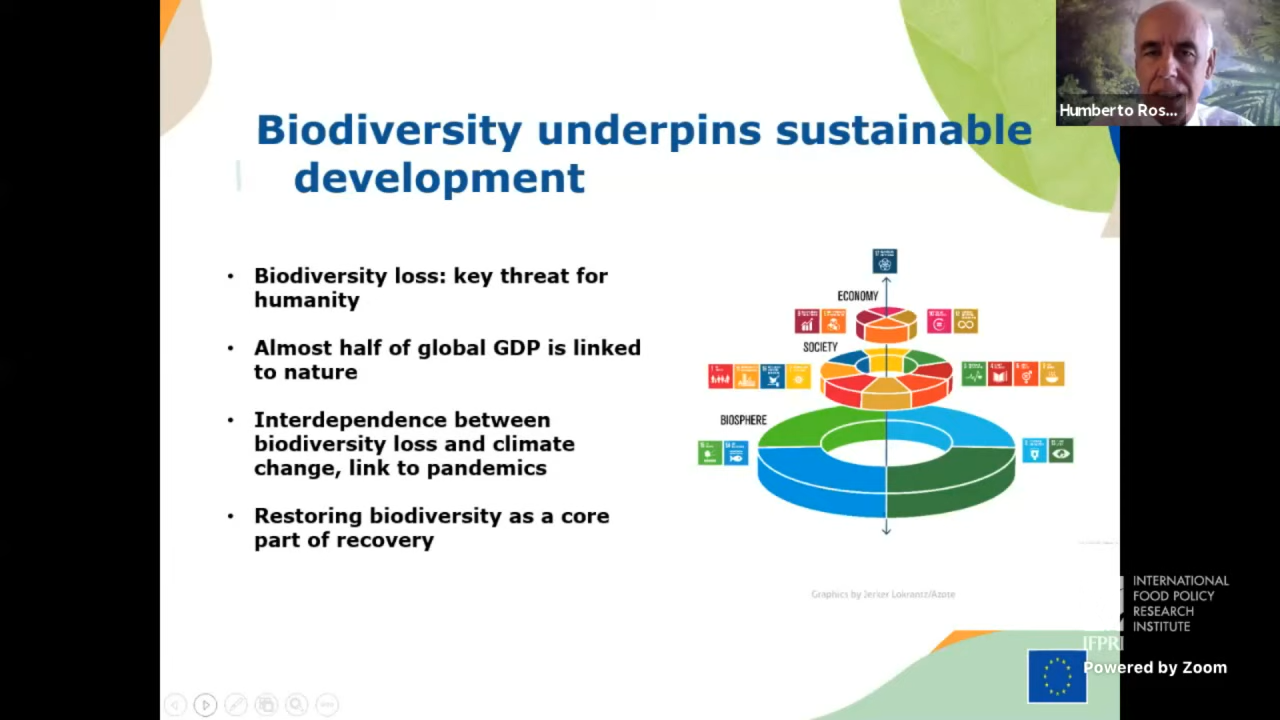 Humberto Ros...
Biodiversity underpins sustainable
development
• Biodiversity loss: key threat for
humanity
• Almost half of global GDP is linked
to nature
• Interdependence between
biodiversity loss and climate
change, link to pandemics
• Restoring biodiversity as a core
part of recovery
ECONOMY
SOCIETY
BIOSPHERE
Graphics by Jerker Lokrantz/Azote
INTERNATIONAL
FOOD POLICY
RESEARCH
INSTITUTE
IFPRI
Powered by Zoom